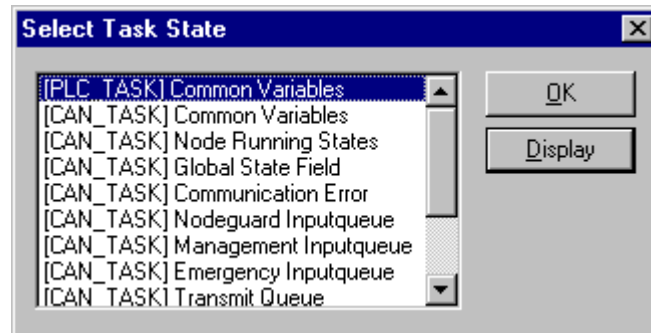 Select Task State
[PLC_TASK] Common Variables
[CAN_TASK] Common Variables
[CAN_TASK] Node Running States
[CAN_TASK] Global State Field
[CAN_TASK] Communication Error
[CAN_TASK] Nodeguard Inputqueue
[CAN_TASK] Management Inputqueue
[CAN_TASK] Emergency Inputqueue
[CAN_TASK] Transmit Queue
OK
Display